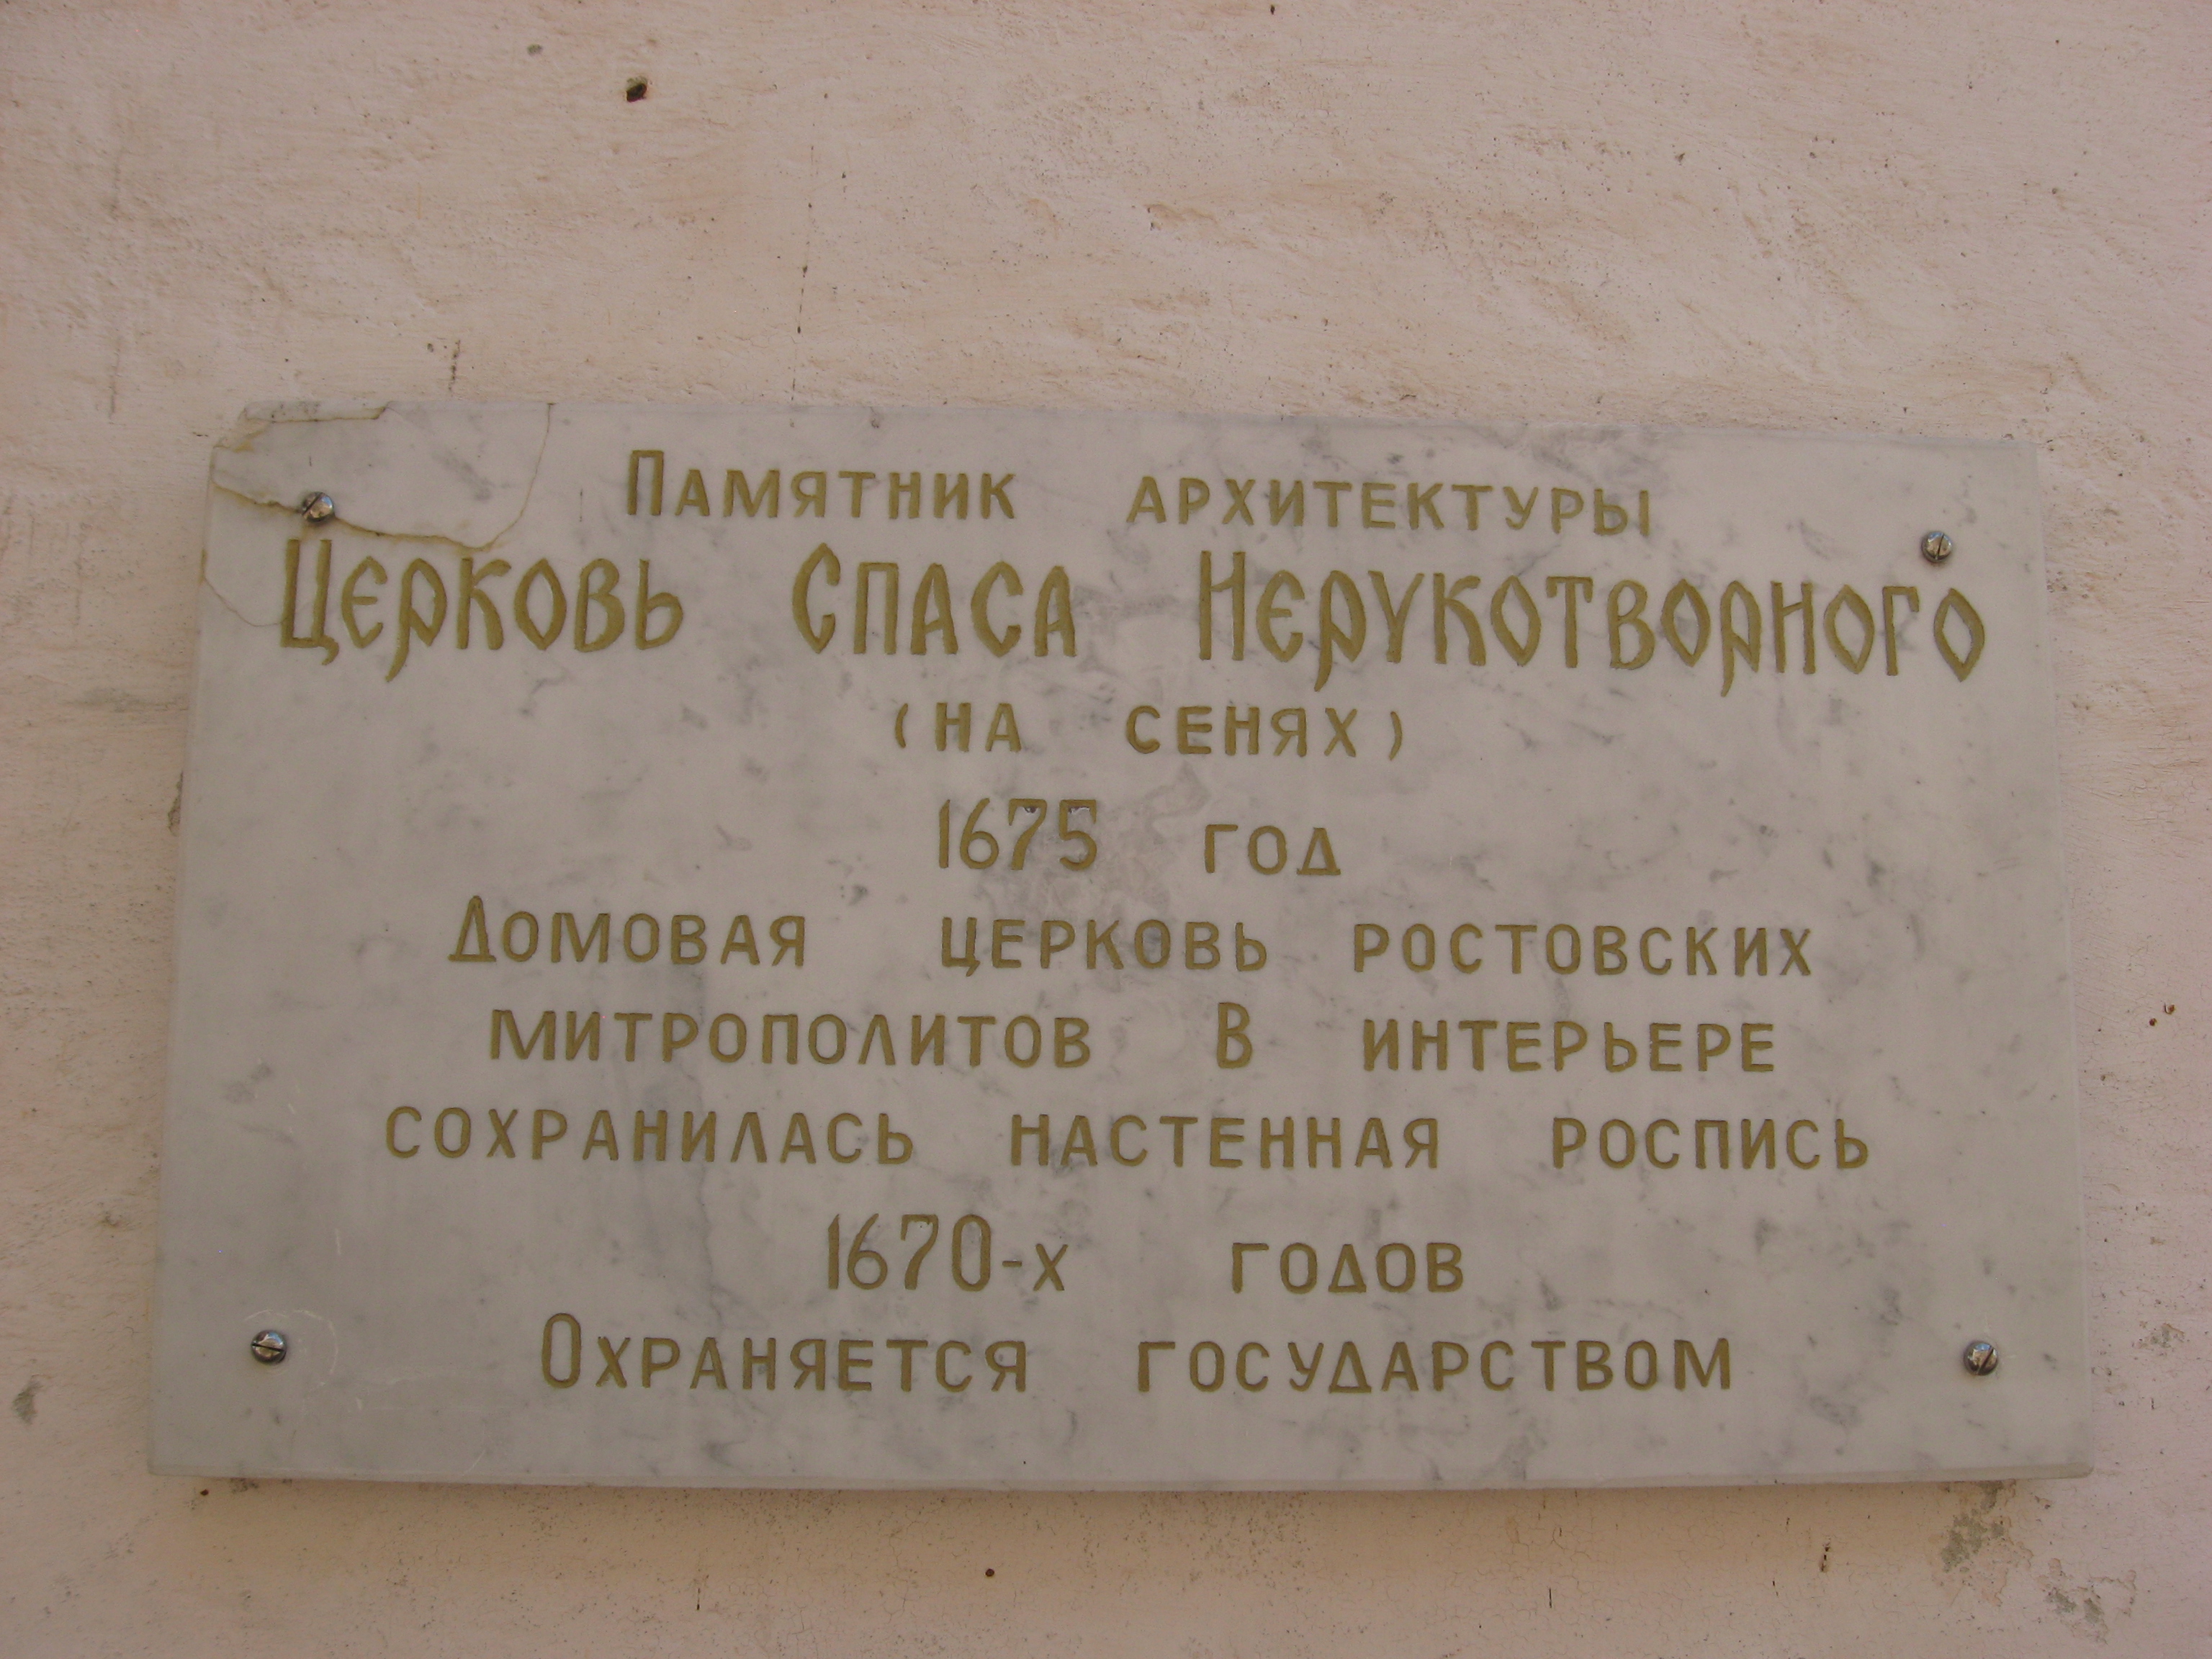 Памятник архитектуры
Церковь Спаса Нерукотворного
(на сенях)
1675 год
Домовая церковь ростовских
митрополитов В интерьере
сохранилась настенная роспись
1670-х годов
Охраняется государством